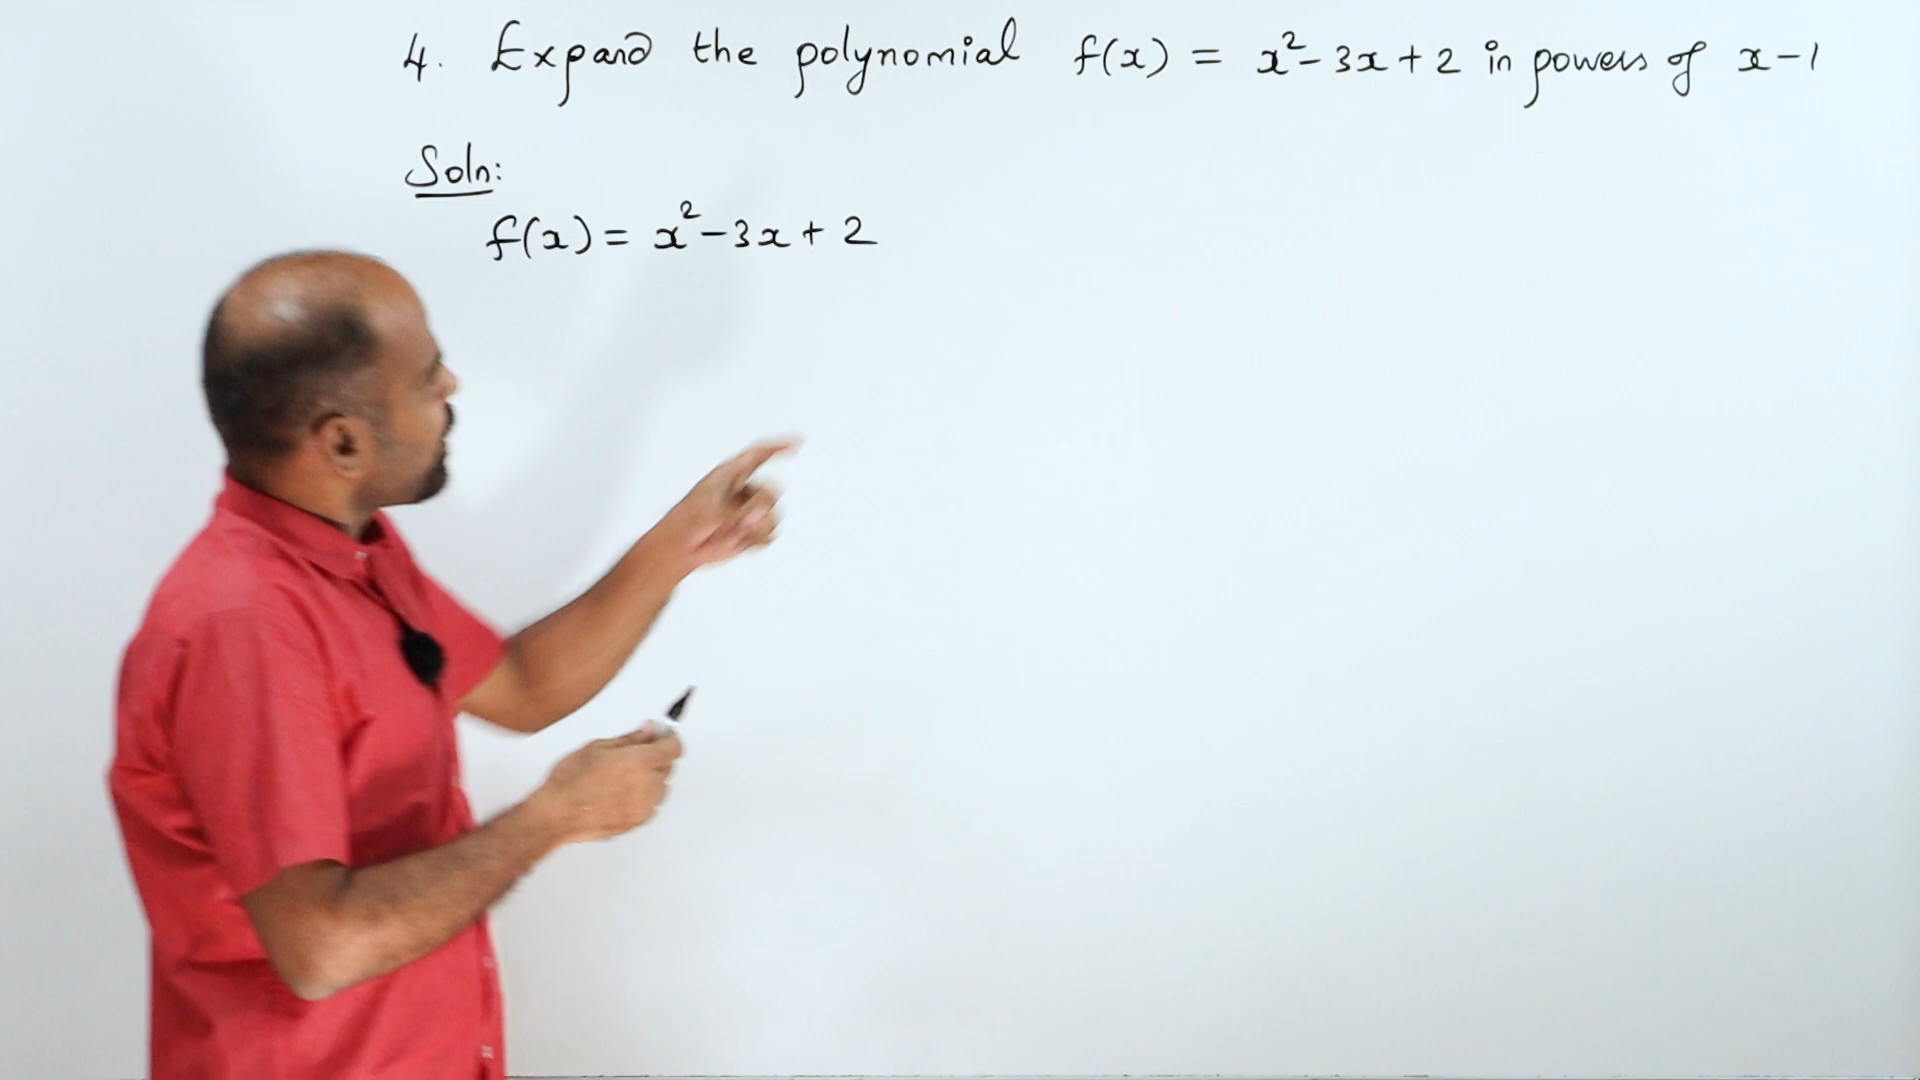 4. Expand the polynomial f(x) = x² - 3x + 2 in powers of x - 1
Soln:
f(x) = x² - 3x + 2